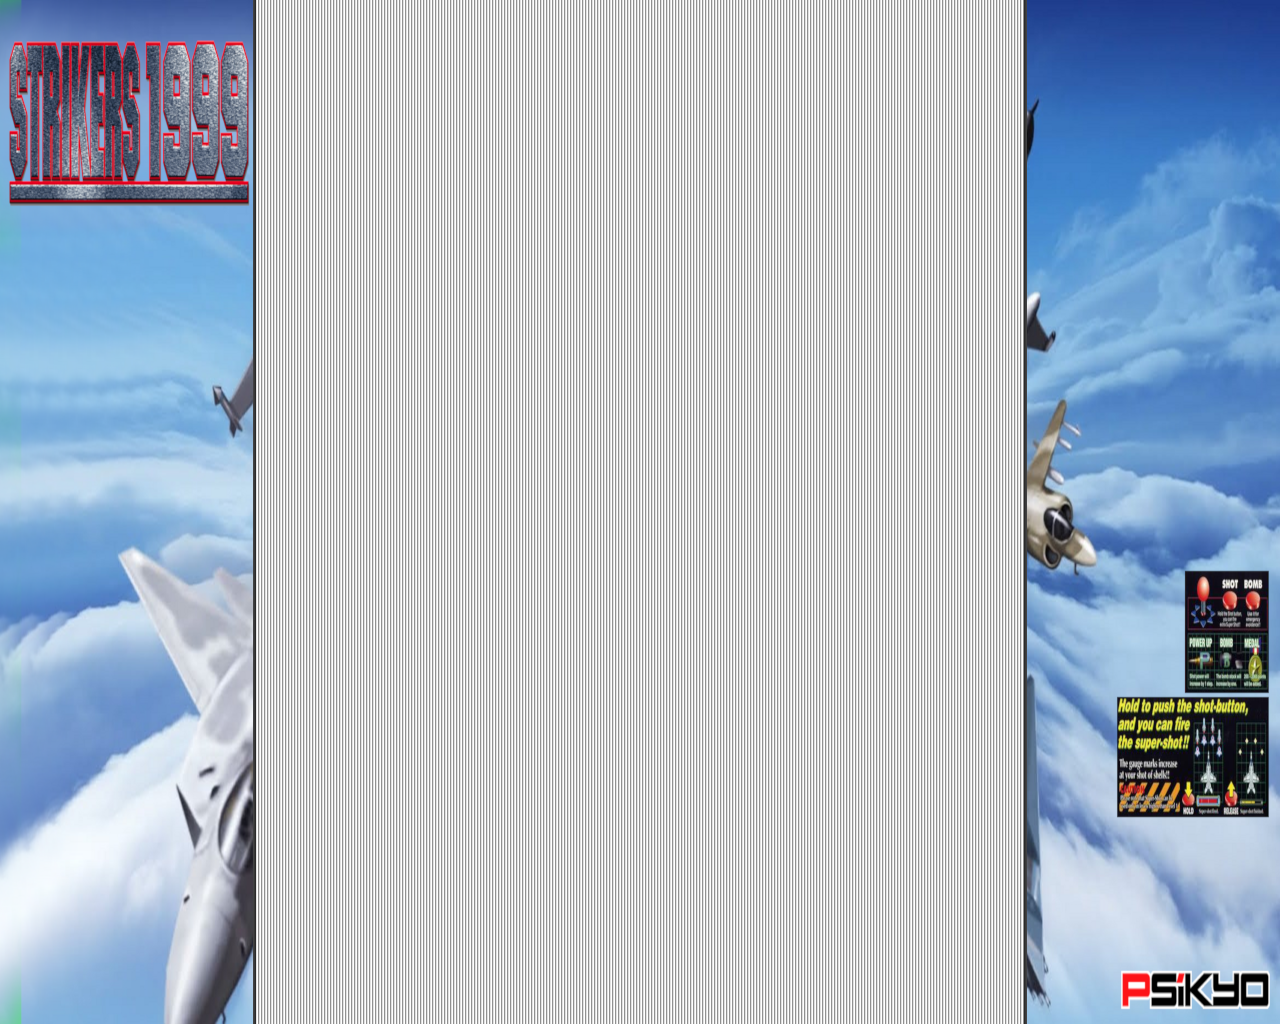 STRIKERS 1999
SHOT BOMB
POWER UP BOMB MEDAL
Hold to push the shot-button,
and you can fire
the super-shot!!
The gauge marks increase
at your shot of shells!!
HOLD
RELEASE
PSiKYO